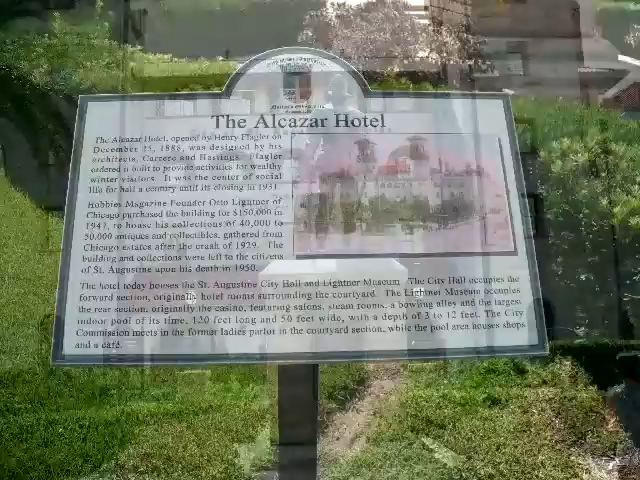 The Alcazar Hotel
The Alcazar Hotel, opened by Henry Flagler on
December 25, 1888, was designed by his
architects, Carrere and Hastings. Flagler
ordered it built to provide activities for wealthy
winter visitors. It was the center of social
life for half a century until its closing in 1931.
Hobbies Magazine Founder Otto Lightner of
Chicago purchased the building for $150,000 in
1947, to house his collections of 40,000 to
50,000 antiques and collectibles, gathered from
Chicago estates after the crash of 1929. The
building and collections were left to the citizens
of St. Augustine upon his death in 1950.
The hotel today houses the St. Augustine City Hall and Lightner Museum. The City Hall occupies the
forward section, originally hotel rooms surrounding the courtyard. The Lightner Museum occupies
the rear section, originally the casino, featuring salons, steam rooms, a bowling alley and the largest
indoor pool of its time, 120 feet long and 50 feet wide, with a depth of 3 to 12 feet. The City
Commission meets in the former ladies parlor in the courtyard section, while the pool area houses shops
and a café.